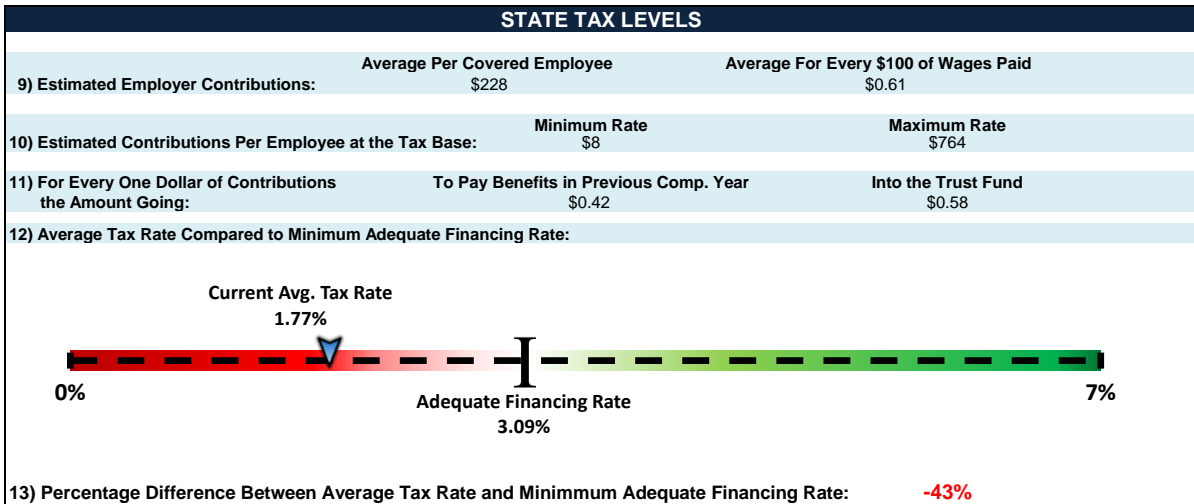 STATE TAX LEVELS
Average Per Covered Employee Average For Every $100 of Wages Paid
9) Estimated Employer Contributions: $228 $0.61
Minimum Rate Maximum Rate
10) Estimated Contributions Per Employee at the Tax Base: $8 $764
11) For Every One Dollar of Contributions To Pay Benefits in Previous Comp. Year Into the Trust Fund
the Amount Going: $0.42 $0.58
12) Average Tax Rate Compared to Minimum Adequate Financing Rate:
Current Avg. Tax Rate
1.77%
0% 7%
Adequate Financing Rate
3.09%
13) Percentage Difference Between Average Tax Rate and Minimmum Adequate Financing Rate: -43%